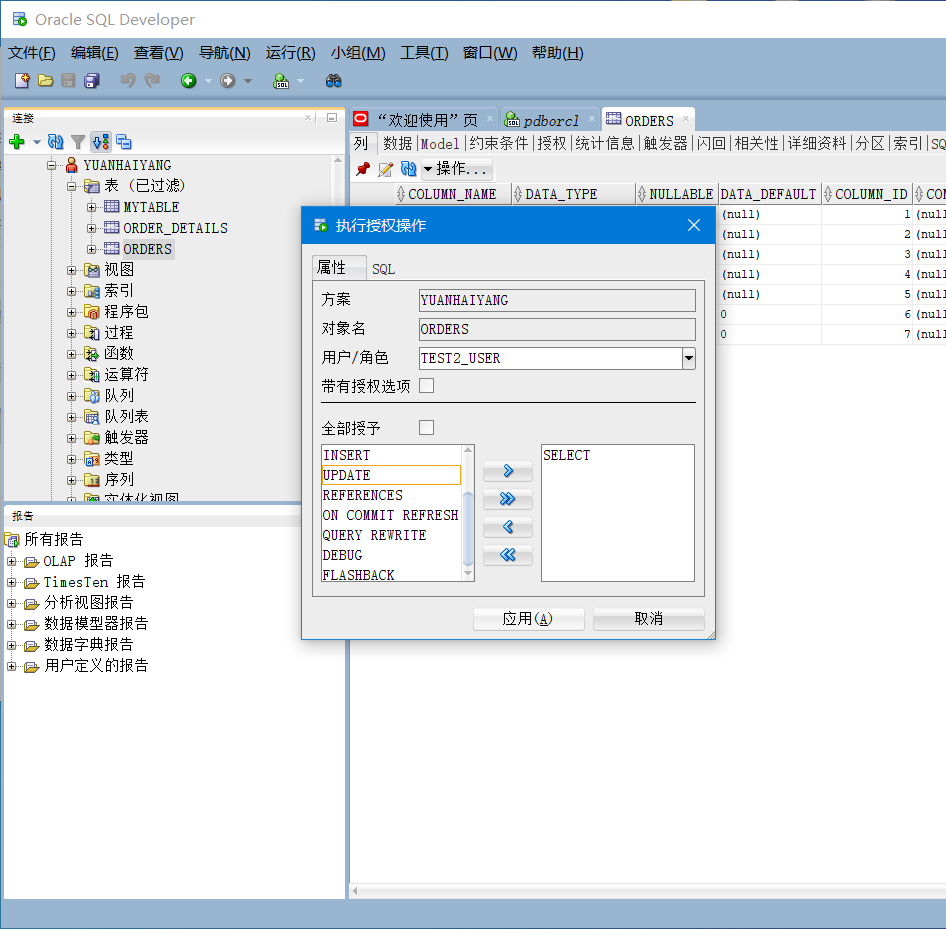 Oracle SQL Developer
文件(F) 编辑(E) 查看(V) 导航(N) 运行(R) 小组(M) 工具(T) 窗口(W) 帮助(H)
连接
YUANHAIYANG
表 (已过滤)
MYTABLE
ORDER_DETAILS
ORDERS
视图
索引
程序包
过程
函数
运算符
队列
队列表
触发器
类型
序列
实体化视图
报告
所有报告
OLAP 报告
TimesTen 报告
分析视图报告
数据模型器报告
数据字典报告
用户定义的报告
“欢迎使用”页 pdborcl ORDERS
列 数据 Model 约束条件 授权 统计信息 触发器 闪回 相关性 详细资料 分区 索引 SQ
操作...
COLUMN_NAME DATA_TYPE NULLABLE DATA_DEFAULT COLUMN_ID CO
(null) 1 (nul
(null) 2 (nul
(null) 3 (nul
(null) 4 (nul
(null) 5 (nul
0 6 (nul
0 7 (nul
执行授权操作
属性 SQL
方案 YUANHAIYANG
对象名 ORDERS
用户/角色 TEST2_USER
带有授权选项
全部授予
INSERT
UPDATE
REFERENCES
ON COMMIT REFRESH
QUERY REWRITE
DEBUG
FLASHBACK
SELECT
应用(A) 取消